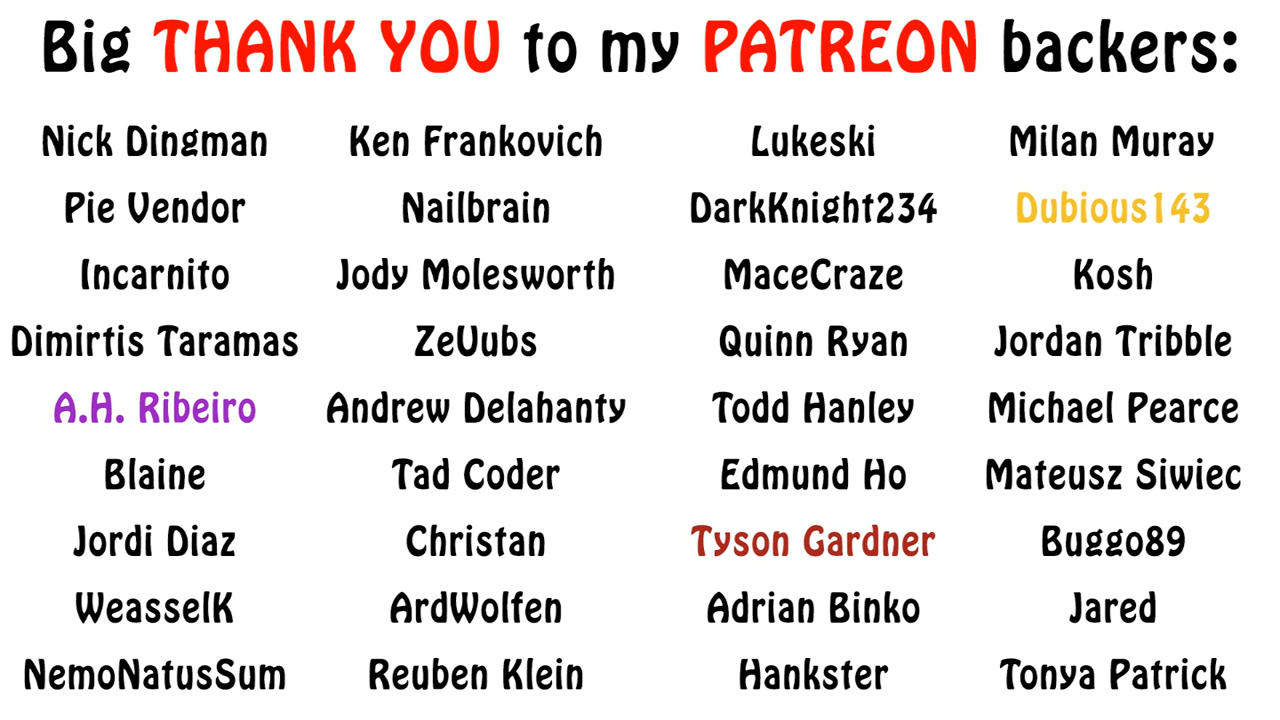 Big THANK YOU to my PATREON backers:
Nick Dingman Ken Frankovich Lukeski Milan Muray
Pie Vendor Nailbrain DarkKnight234 Dubious143
Incarnito Jody Molesworth MaceCraze Kosh
Dimirtis Taramas ZeVubs Quinn Ryan Jordan Tribble
A.H. Ribeiro Andrew Delahanty Todd Hanley Michael Pearce
Blaine Tad Coder Edmund Ho Mateusz Siwiec
Jordi Diaz Christan Tyson Gardner Buggo89
WeasselK ArdWolfen Adrian Binko Jared
NemoNatusSum Reuben Klein Hankster Tonya Patrick